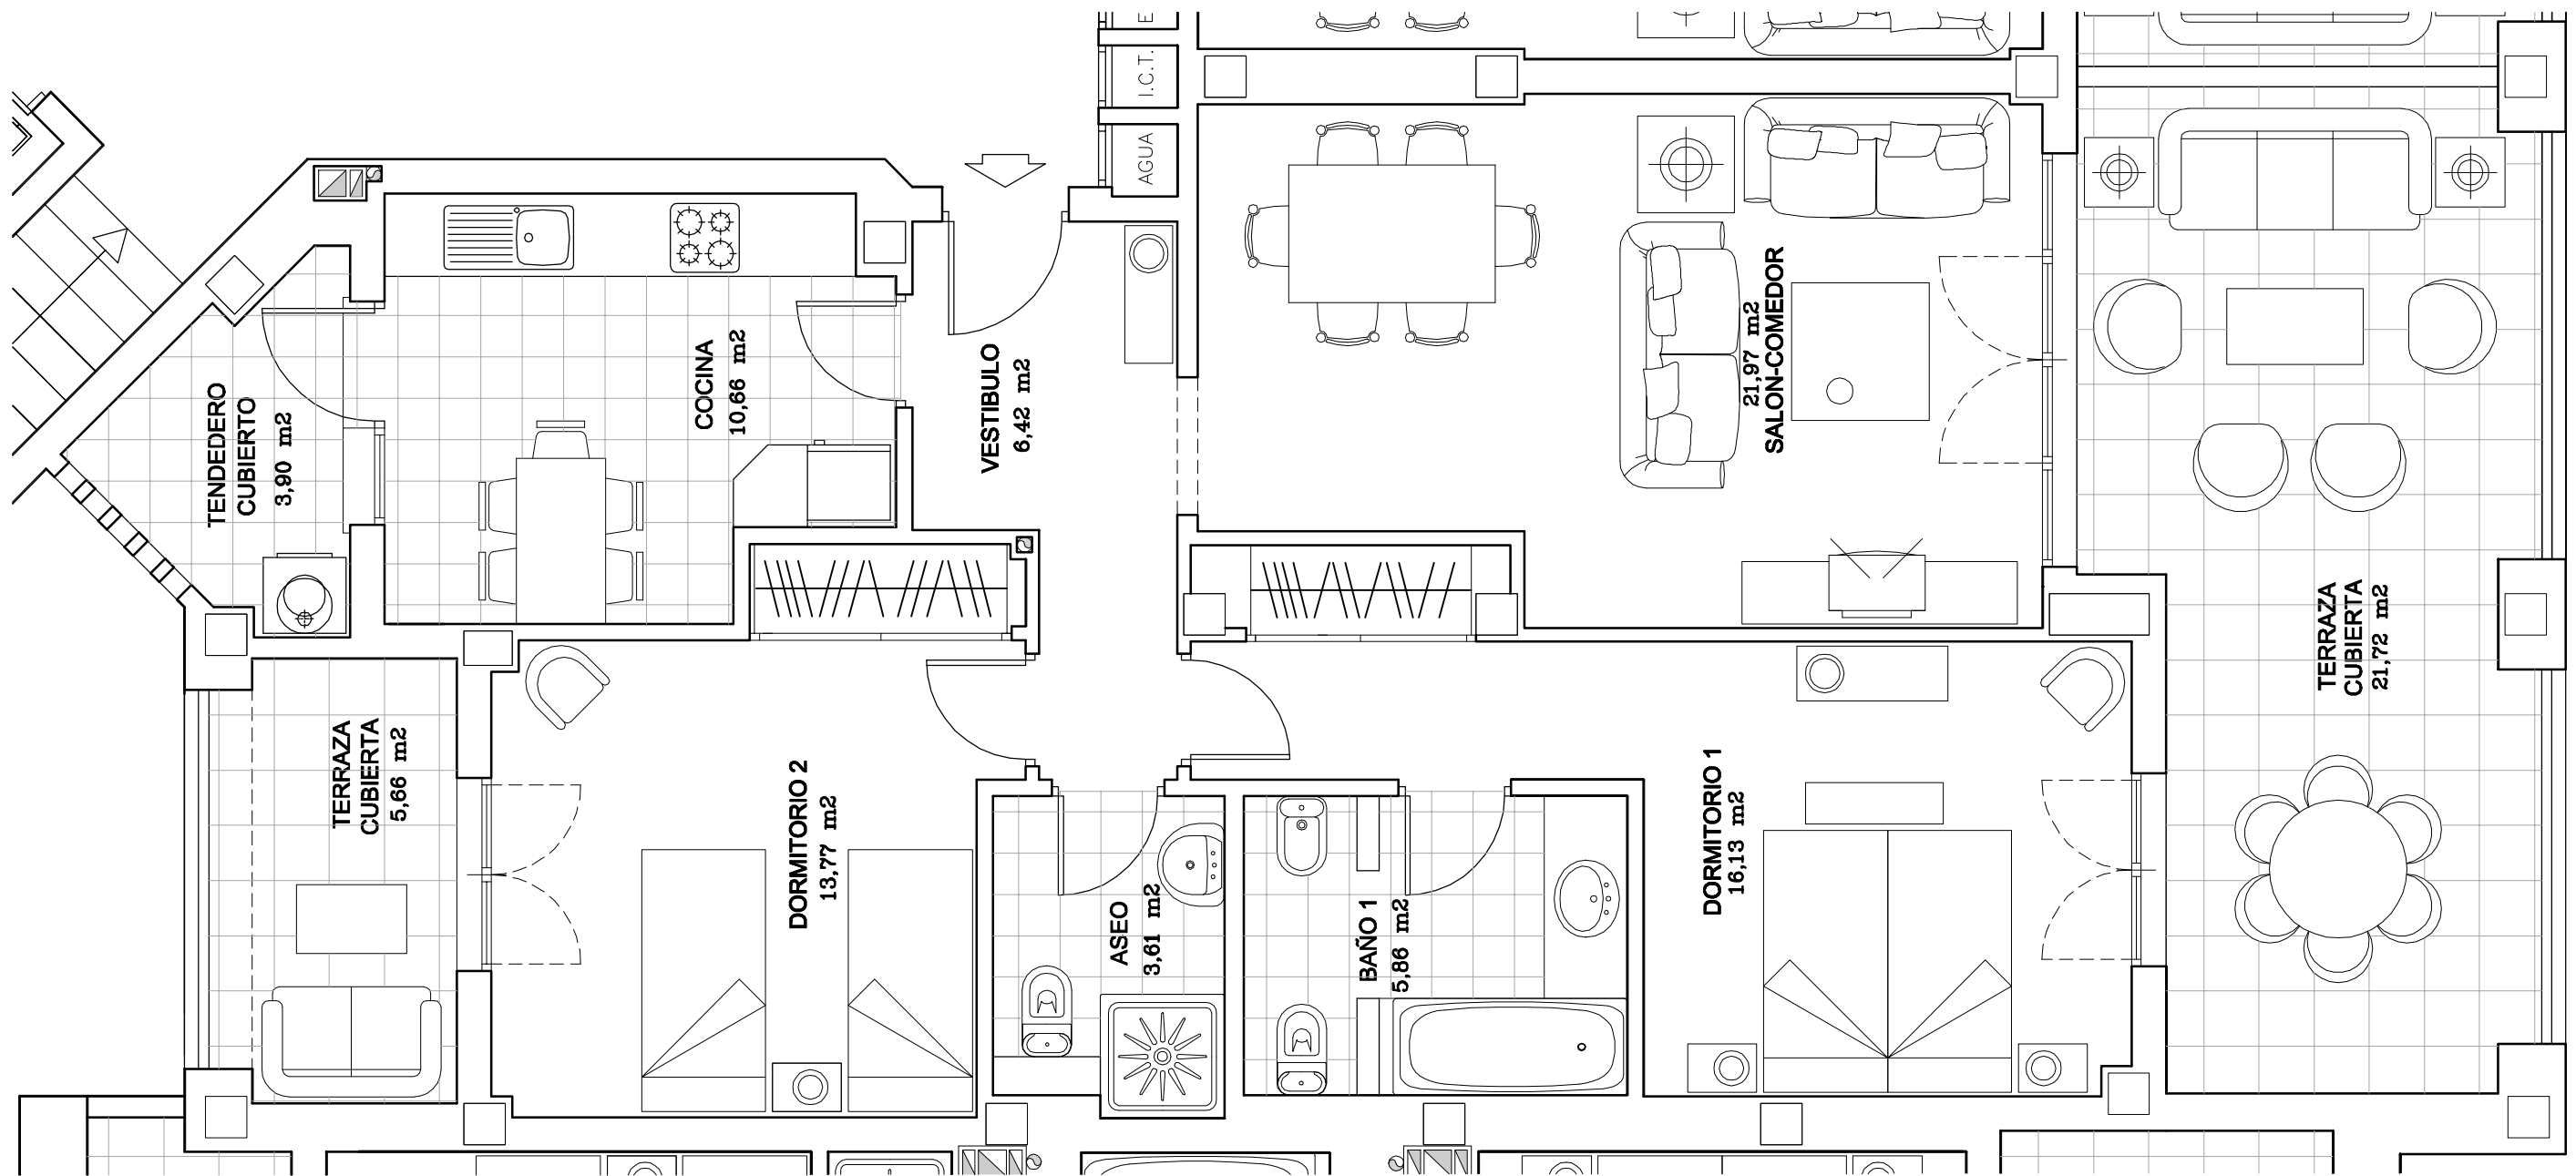 E
I.C.T.
AGUA
TENDEDERO
CUBIERTO
3,90 m2
COCINA
10,66 m2
VESTIBULO
6,42 m2
21,97 m2
SALON-COMEDOR
TERRAZA
CUBIERTA
21,72 m2
TERRAZA
CUBIERTA
5,66 m2
DORMITORIO 2
13,77 m2
ASEO
3,61 m2
BAÑO 1
5,86 m2
DORMITORIO 1
16,13 m2